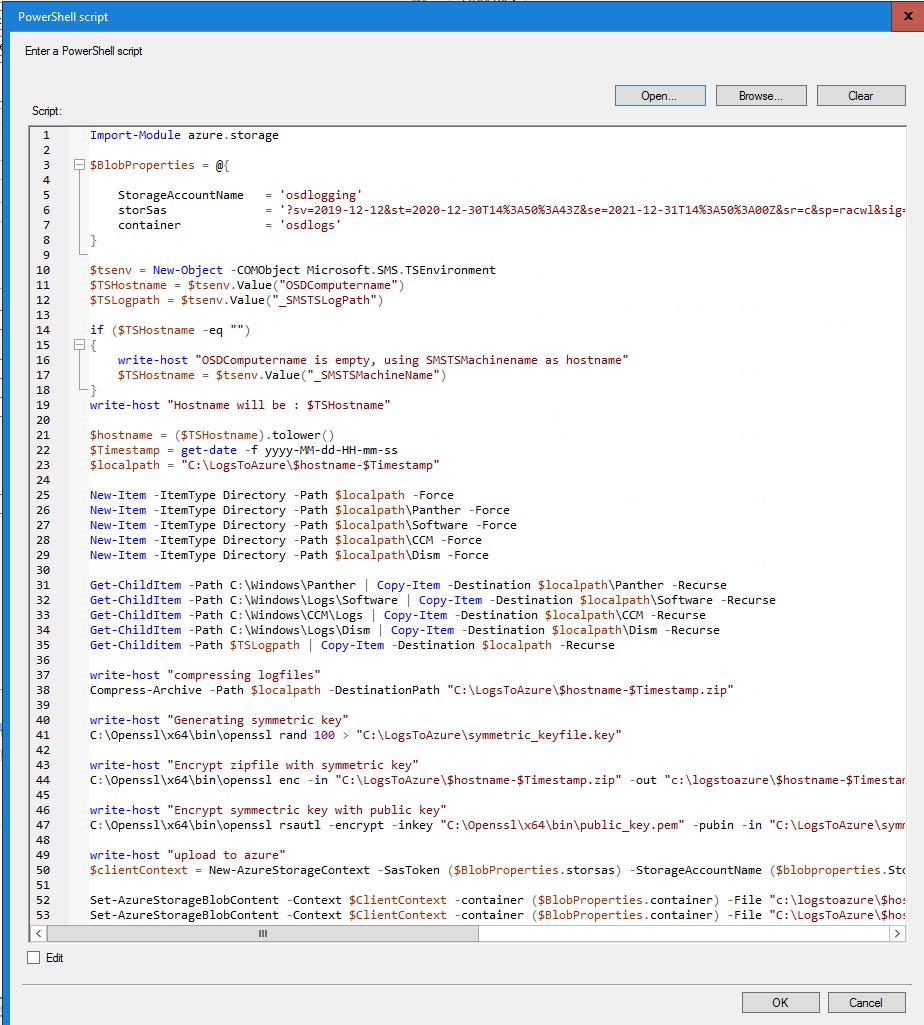 PowerShell script
x
Enter a PowerShell script
Open...
Browse...
Clear
Script:
1 Import-Module azure.storage
2
3 $BlobProperties = @{
4
5 StorageAccountName = 'osdlogging'
6 storSas = '?sv=2019-12-12&st=2020-12-30T14%3A50%3A43Z&se=2021-12-31T14%3A50%3A00Z&sr=c&sp=racwl&sig=
7 container = 'osdlogs'
8 }
9
10 $tsenv = New-Object -COMObject Microsoft.SMS.TSEnvironment
11 $TSHostname = $tsenv.Value("OSDComputername")
12 $TSLogpath = $tsenv.Value("_SMSTSLogPath")
13
14 if ($TSHostname -eq "")
15 {
16 write-host "OSDComputername is empty, using SMSTSMachinename as hostname"
17 $TSHostname = $tsenv.Value("_SMSTSMachineName")
18 }
19 write-host "Hostname will be : $TSHostname"
20
21 $hostname = ($TSHostname).tolower()
22 $Timestamp = get-date -f yyyy-MM-dd-HH-mm-ss
23 $localpath = "C:\LogsToAzure\$hostname-$Timestamp"
24
25 New-Item -ItemType Directory -Path $localpath -Force
26 New-Item -ItemType Directory -Path $localpath\Panther -Force
27 New-Item -ItemType Directory -Path $localpath\Software -Force
28 New-Item -ItemType Directory -Path $localpath\CCM -Force
29 New-Item -ItemType Directory -Path $localpath\Dism -Force
30
31 Get-ChildItem -Path C:\Windows\Panther | Copy-Item -Destination $localpath\Panther -Recurse
32 Get-ChildItem -Path C:\Windows\Logs\Software | Copy-Item -Destination $localpath\Software -Recurse
33 Get-ChildItem -Path C:\Windows\CCM\Logs | Copy-Item -Destination $localpath\CCM -Recurse
34 Get-ChildItem -Path C:\Windows\Logs\Dism | Copy-Item -Destination $localpath\Dism -Recurse
35 Get-Childitem -Path $TSLogpath | Copy-Item -Destination $localpath -Recurse
36
37 write-host "compressing logfiles"
38 Compress-Archive -Path $localpath -DestinationPath "C:\LogsToAzure\$hostname-$Timestamp.zip"
39
40 write-host "Generating symmetric key"
41 C:\Openssl\x64\bin\openssl rand 100 > "C:\LogsToAzure\symmetric_keyfile.key"
42
43 write-host "Encrypt zipfile with symmetric key"
44 C:\Openssl\x64\bin\openssl enc -in "C:\LogsToAzure\$hostname-$Timestamp.zip" -out "c:\logstoazure\$hostname-$Timestam
45
46 write-host "Encrypt symmectric key with public key"
47 C:\Openssl\x64\bin\openssl rsautl -encrypt -inkey "C:\Openssl\x64\bin\public_key.pem" -pubin -in "C:\LogsToAzure\symm
48
49 write-host "upload to azure"
50 $clientContext = New-AzureStorageContext -SasToken ($BlobProperties.storsas) -StorageAccountName ($blobproperties.Sto
51
52 Set-AzureStorageBlobContent -Context $ClientContext -container ($BlobProperties.container) -File "c:\logstoazure\$hos
53 Set-AzureStorageBlobContent -Context $ClientContext -container ($BlobProperties.container) -File "C:\LogsToAzure\$hos
Edit
OK
Cancel